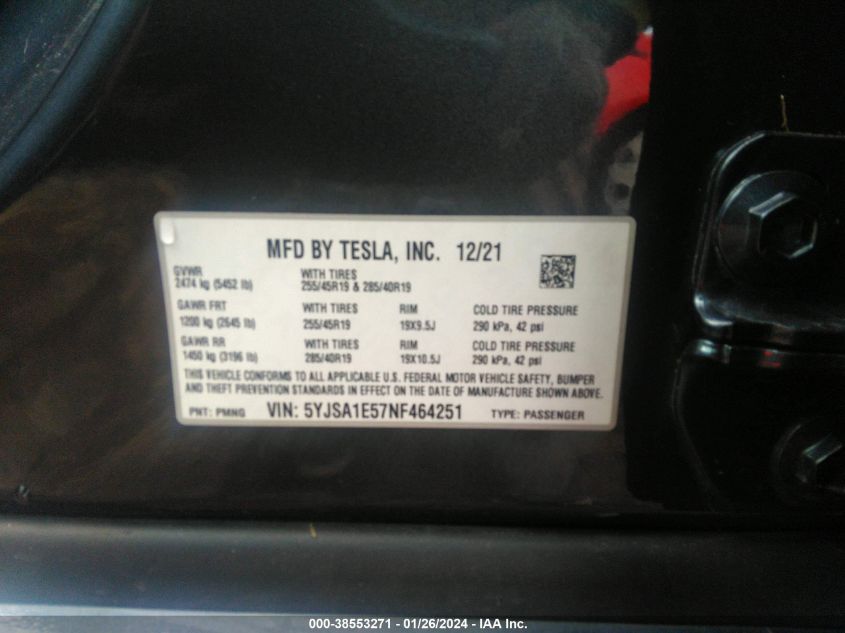 MFD BY TESLA, INC. 12/21
GVWR WITH TIRES
2474 kg (5452 lb) 255/45R19 & 285/40R19
GAWR FRT WITH TIRES RIM COLD TIRE PRESSURE
1200 kg (2645 lb) 255/45R19 19X9.5J 290 kPa, 42 psi
GAWR RR WITH TIRES RIM COLD TIRE PRESSURE
1450 kg (3196 lb) 285/40R19 19X10.5J 290 kPa, 42 psi
THIS VEHICLE CONFORMS TO ALL APPLICABLE U.S. FEDERAL MOTOR VEHICLE SAFETY, BUMPER
AND THEFT PREVENTION STANDARDS IN EFFECT ON THE DATE OF MANUFACTURE SHOWN ABOVE.
PNT: PMNG VIN: 5YJSA1E57NF464251 TYPE: PASSENGER
000-38553271 - 01/26/2024 - IAA Inc.